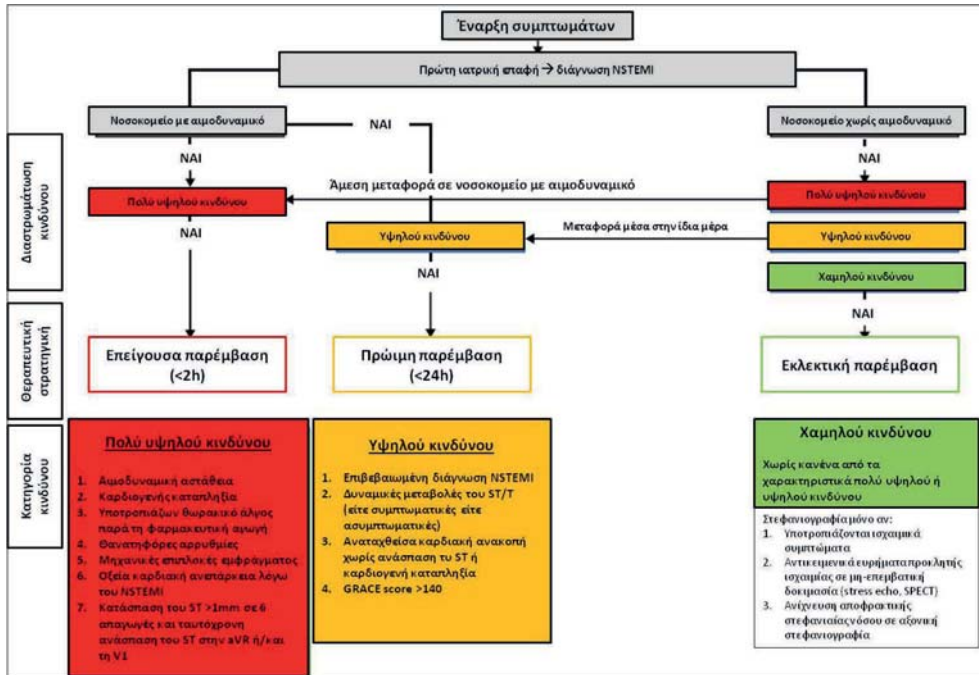 Έναρξη συμπτωμάτων
Πρώτη ιατρική επαφή → διάγνωση NSTEMI
Νοσοκομείο με αιμοδυναμικό
ΝΑΙ
Νοσοκομείο χωρίς αιμοδυναμικό
ΝΑΙ
ΝΑΙ
Διαστρωμάτωση
κινδύνου
Άμεση μεταφορά σε νοσοκομείο με αιμοδυναμικό
Πολύ υψηλού κινδύνου
Πολύ υψηλού κινδύνου
ΝΑΙ
Υψηλού κινδύνου
Μεταφορά μέσα στην ίδια μέρα
Υψηλού κινδύνου
ΝΑΙ
Χαμηλού κινδύνου
ΝΑΙ
Θεραπευτική
στρατηγική
Επείγουσα παρέμβαση
(<2h)
Πρώιμη παρέμβαση
(<24h)
Εκλεκτική παρέμβαση
Κατηγορία
κινδύνου
Πολύ υψηλού κινδύνου
1. Αιμοδυναμική αστάθεια
2. Καρδιογενής καταπληξία
3. Υποτροπιάζων θωρακικό άλγος
παρά τη φαρμακευτική αγωγή
4. Θανατηφόρες αρρυθμίες
5. Μηχανικές επιπλοκές εμφράγματος
6. Οξεία καρδιακή ανεπάρκεια λόγω
του NSTEMI
7. Κατάσπαση του ST >1mm σε 6
απαγωγές και ταυτόχρονη
ανάσπαση του ST στην aVR ή/και
τη V1
Υψηλού κινδύνου
1. Επιβεβαιωμένη διάγνωση NSTEMI
2. Δυναμικές μεταβολές του ST/T
(είτε συμπτωματικές είτε
ασυμπτωματικές)
3. Αναταχθείσα καρδιακή ανακοπή
χωρίς ανάσπαση του ST ή
καρδιογενή καταπληξία
4. GRACE score >140
Χαμηλού κινδύνου
Χωρίς κανένα από τα
χαρακτηριστικά πολύ υψηλού ή
υψηλού κινδύνου
Στεφανιογραφία μόνο αν:
1. Υποτροπιάζονται ισχαιμικά
συμπτώματα
2. Αντικειμενικά ευρήματα προκλητής
ισχαιμίας σε μη-επεμβατική
δοκιμασία (stress echo, SPECT)
3. Ανίχνευση αποφρακτικής
στεφανιαίας νόσου σε αξονική
στεφανιογραφία